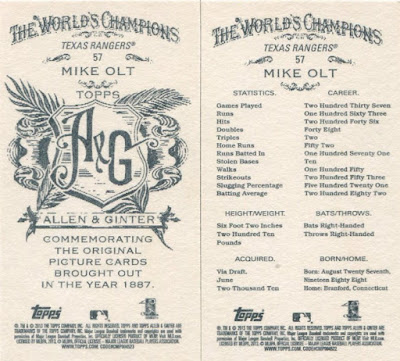 THE WORLD'S CHAMPIONS
TEXAS RANGERS®
57
MIKE OLT
TOPPS
A&G
ALLEN & GINTER
COMMEMORATING
THE ORIGINAL
PICTURE CARDS
BROUGHT OUT
IN THE YEAR 1887.
Topps
THE WORLD'S CHAMPIONS
TEXAS RANGERS®
57
MIKE OLT
STATISTICS. CAREER.
Games Played Two Hundred Thirty Seven
Runs One Hundred Sixty Three
Hits Two Hundred Forty Six
Doubles Forty Eight
Triples Two
Home Runs Fifty Two
Runs Batted In One Hundred Seventy One
Stolen Bases Ten
Walks One Hundred Fifty
Strikeouts Two Hundred Fifty Three
Slugging Percentage Five Hundred Twenty One
Batting Average Two Hundred Eighty Two
HEIGHT/WEIGHT. BATS/THROWS.
Six Foot Two Inches Bats Right-Handed
Two Hundred Ten Throws Right-Handed
Pounds
ACQUIRED. BORN/HOME.
Via Draft, Born: August Twenty Seventh,
June Nineteen Eighty Eight
Two-Thousand Ten Home: Branford, Connecticut
Topps